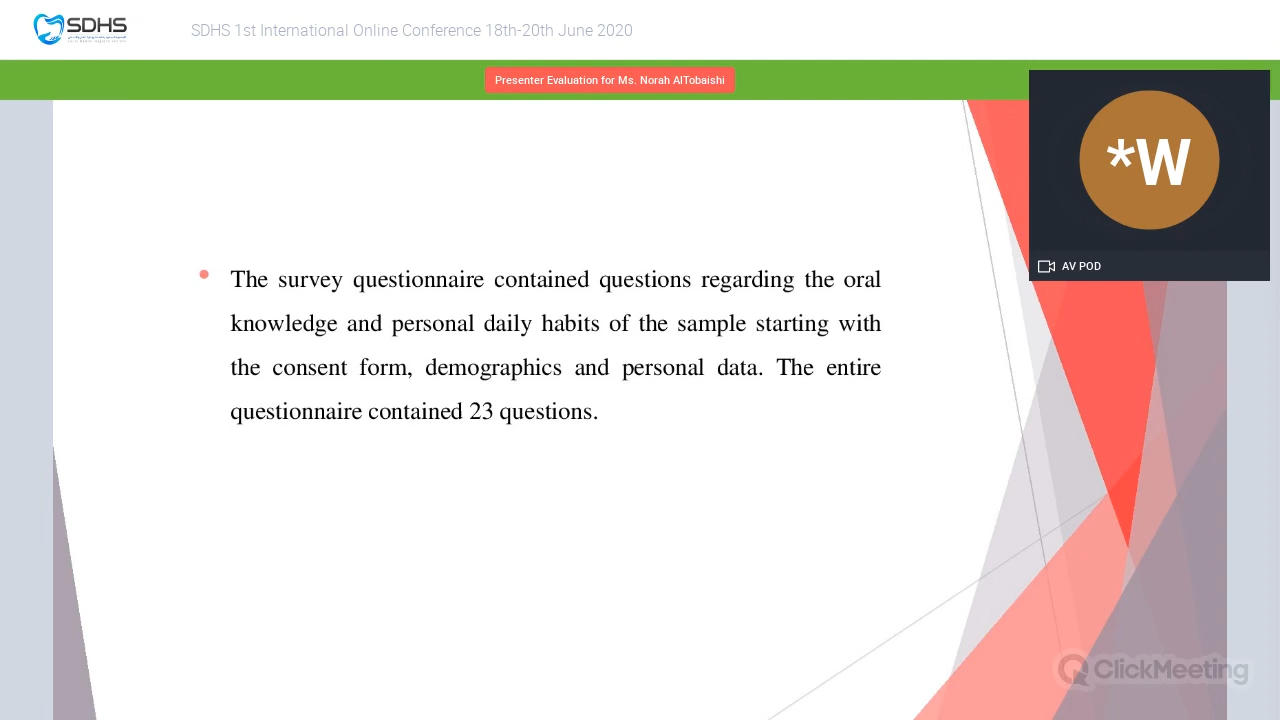 SDHS
SDHS 1st International Online Conference 18th-20th June 2020
Presenter Evaluation for Ms. Norah AlTobaishi
*W
AV POD
The survey questionnaire contained questions regarding the oral
knowledge and personal daily habits of the sample starting with
the consent form, demographics and personal data. The entire
questionnaire contained 23 questions.
ClickMeeting